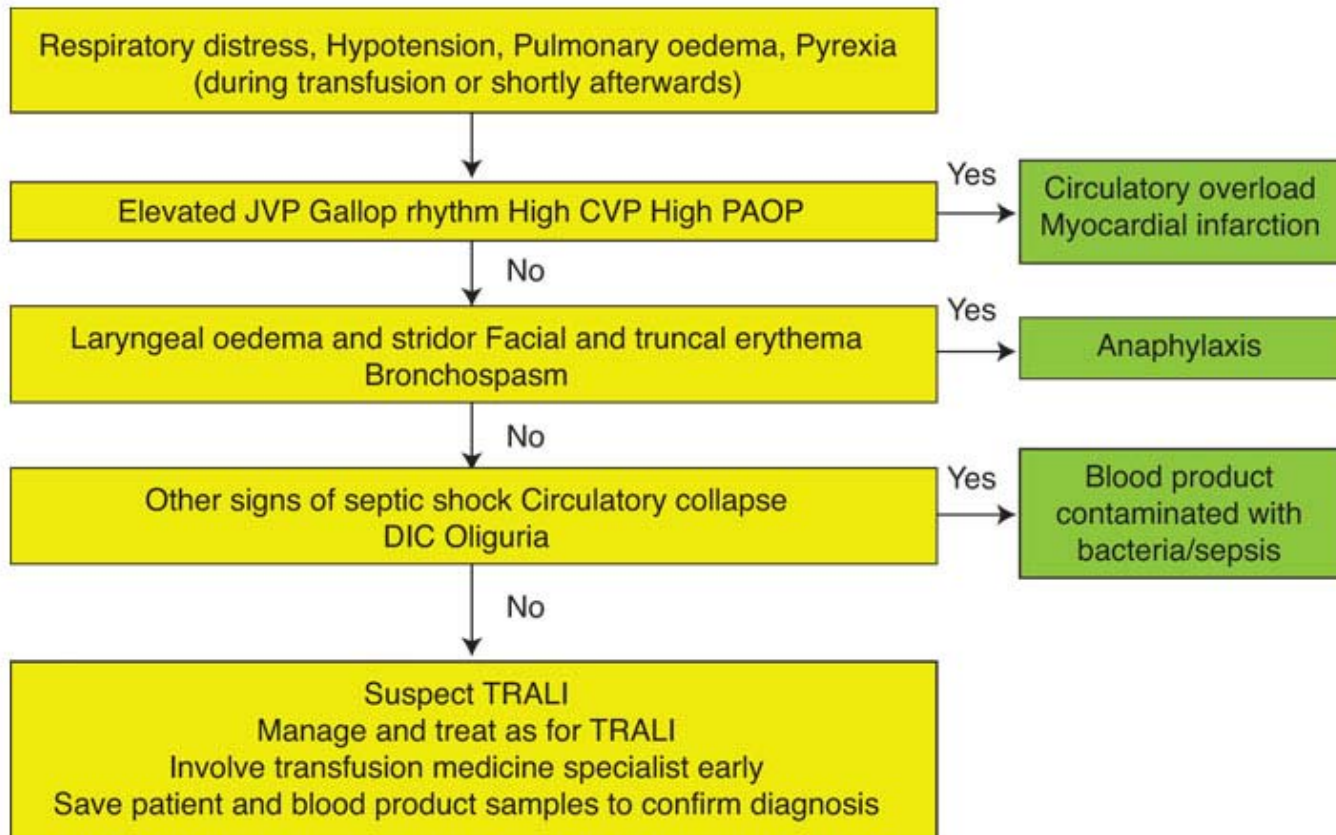 Respiratory distress, Hypotension, Pulmonary oedema, Pyrexia
(during transfusion or shortly afterwards)
Elevated JVP Gallop rhythm High CVP High PAOP
Yes
Circulatory overload
Myocardial infarction
No
Laryngeal oedema and stridor Facial and truncal erythema
Bronchospasm
Yes
Anaphylaxis
No
Other signs of septic shock Circulatory collapse
DIC Oliguria
Yes
Blood product
contaminated with
bacteria/sepsis
No
Suspect TRALI
Manage and treat as for TRALI
Involve transfusion medicine specialist early
Save patient and blood product samples to confirm diagnosis